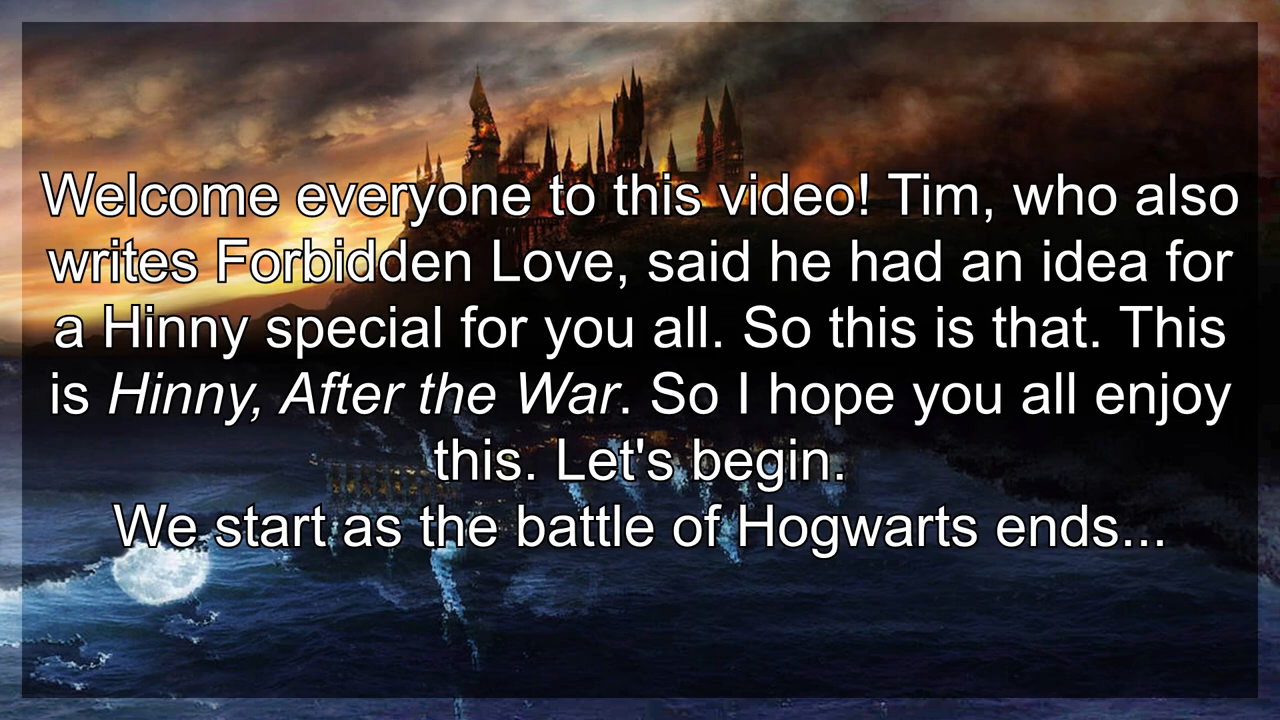 Welcome everyone to this video! Tim, who also
writes Forbidden Love, said he had an idea for
a Hinny special for you all. So this is that. This
is Hinny, After the War. So I hope you all enjoy
this. Let's begin.
We start as the battle of Hogwarts ends...